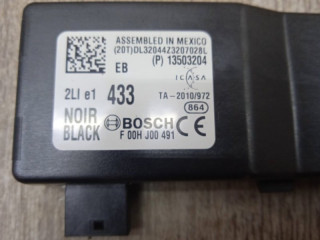 ASSEMBLED IN MEXICO
(20T)DL32044Z3207028L
(P) 13503204
EB
ICASA
2LI e1 433
TA-2010/972
864
NOIR
BLACK
BOSCH
F 00H J00 491
CE